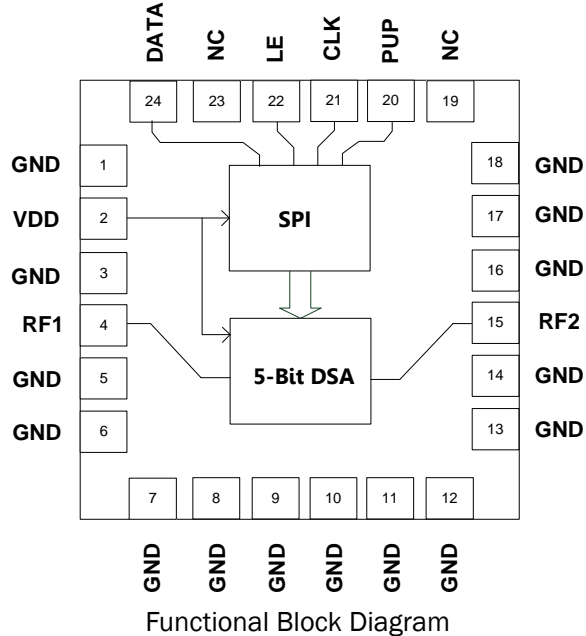 DATA NC LE CLK PUP NC
24 23 22 21 20 19
GND 1 18 GND
VDD 2 SPI 17 GND
GND 3 16 GND
RF1 4 15 RF2
GND 5 5-Bit DSA 14 GND
GND 6 13 GND
7 8 9 10 11 12
GND GND GND GND GND GND
Functional Block Diagram